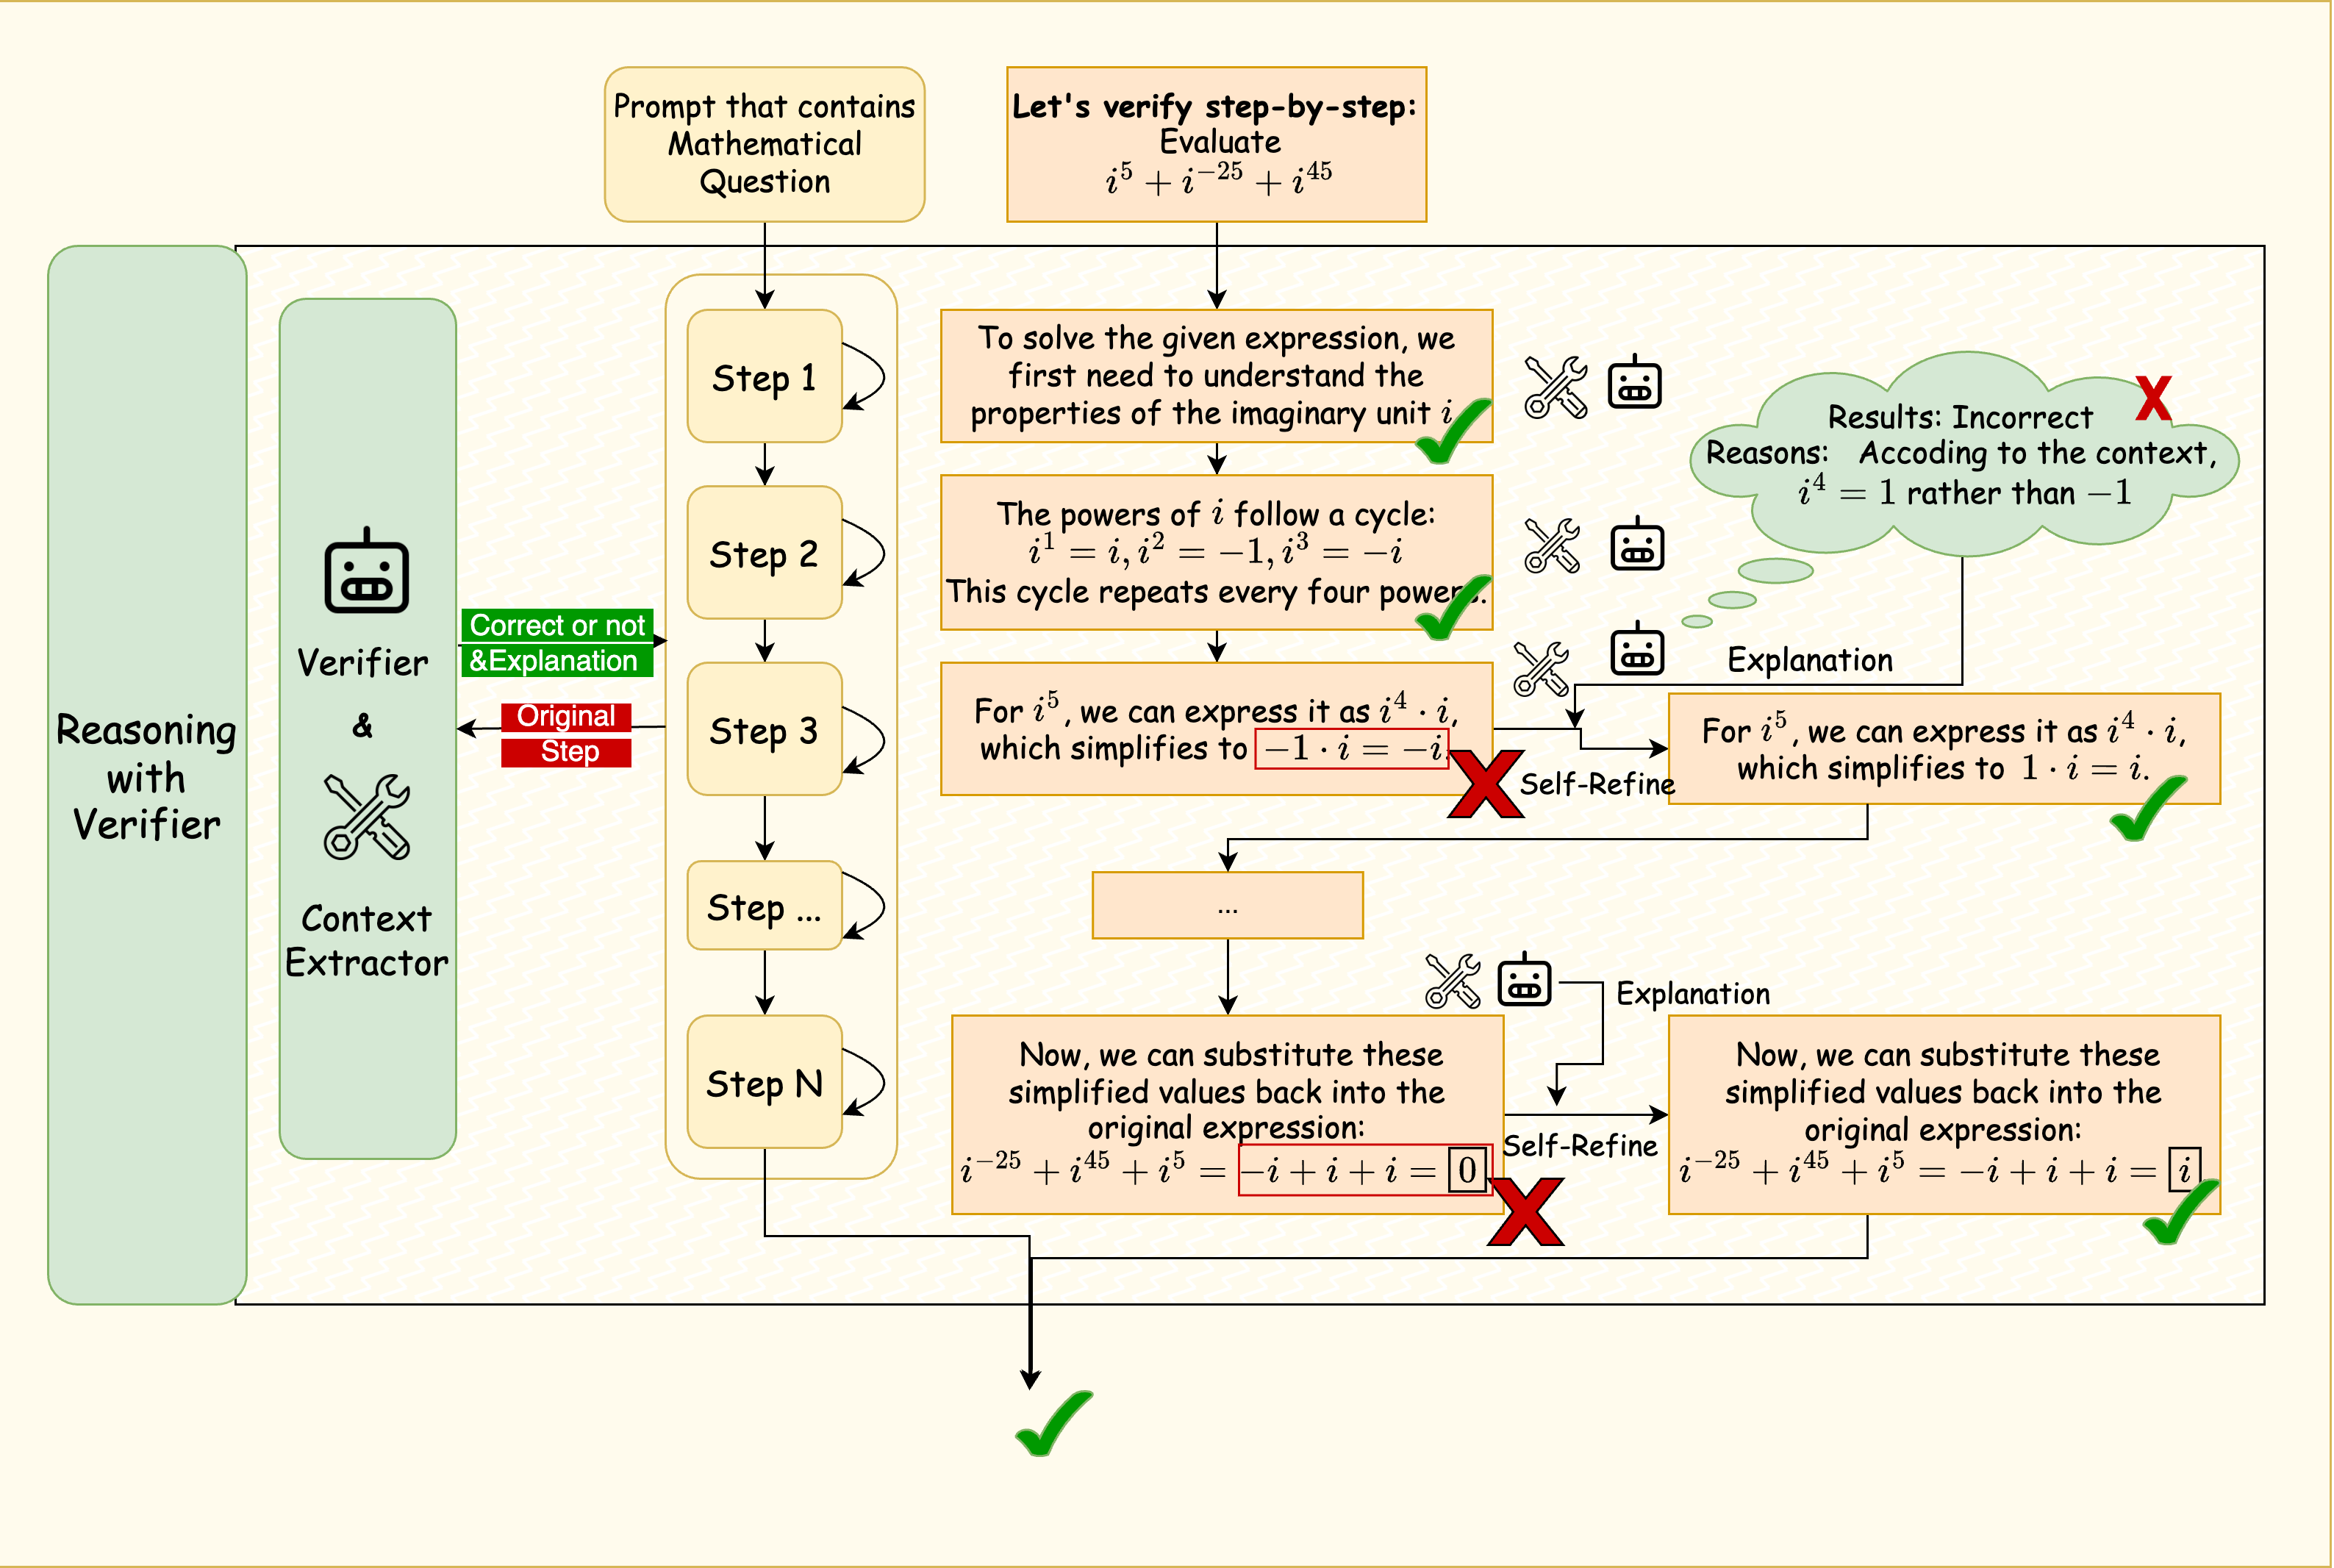 Prompt that contains
Mathematical
Question
Let's verify step-by-step:
Evaluate
i^5 + i^{-25} + i^{45}
Reasoning
with
Verifier
Verifier
&
Context
Extractor
Correct or not
&Explanation
Original
Step
Step 1
Step 2
Step 3
Step ...
Step N
To solve the given expression, we
first need to understand the
properties of the imaginary unit i
The powers of i follow a cycle:
i^1 = i, i^2 = −1, i^3 = −i
This cycle repeats every four powers.
For i^5, we can express it as i^4 · i,
which simplifies to −1 · i = −i.
Results: Incorrect
Reasons: Accoding to the context,
i^4 = 1 rather than −1
Explanation
Self-Refine
For i^5, we can express it as i^4 · i,
which simplifies to 1 · i = i.
...
Explanation
Now, we can substitute these
simplified values back into the
original expression:
i^{-25} + i^{45} + i^5 = −i + i + i = 0
Self-Refine
Now, we can substitute these
simplified values back into the
original expression:
i^{-25} + i^{45} + i^5 = −i + i + i = i